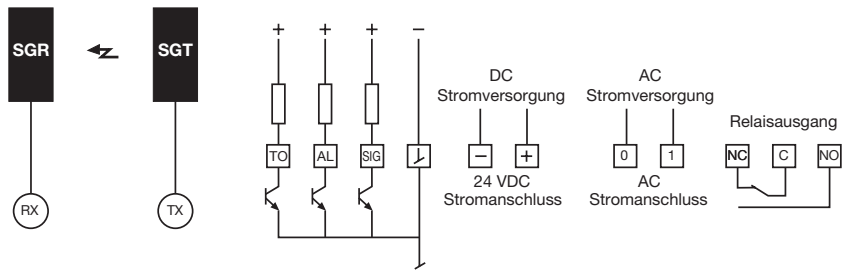 SGR
SGT
RX
TX
+ + + −
TO AL SIG
DC
Stromversorgung
− +
24 VDC
Stromanschluss
AC
Stromversorgung
0 1
AC
Stromanschluss
Relaisausgang
NC C NO